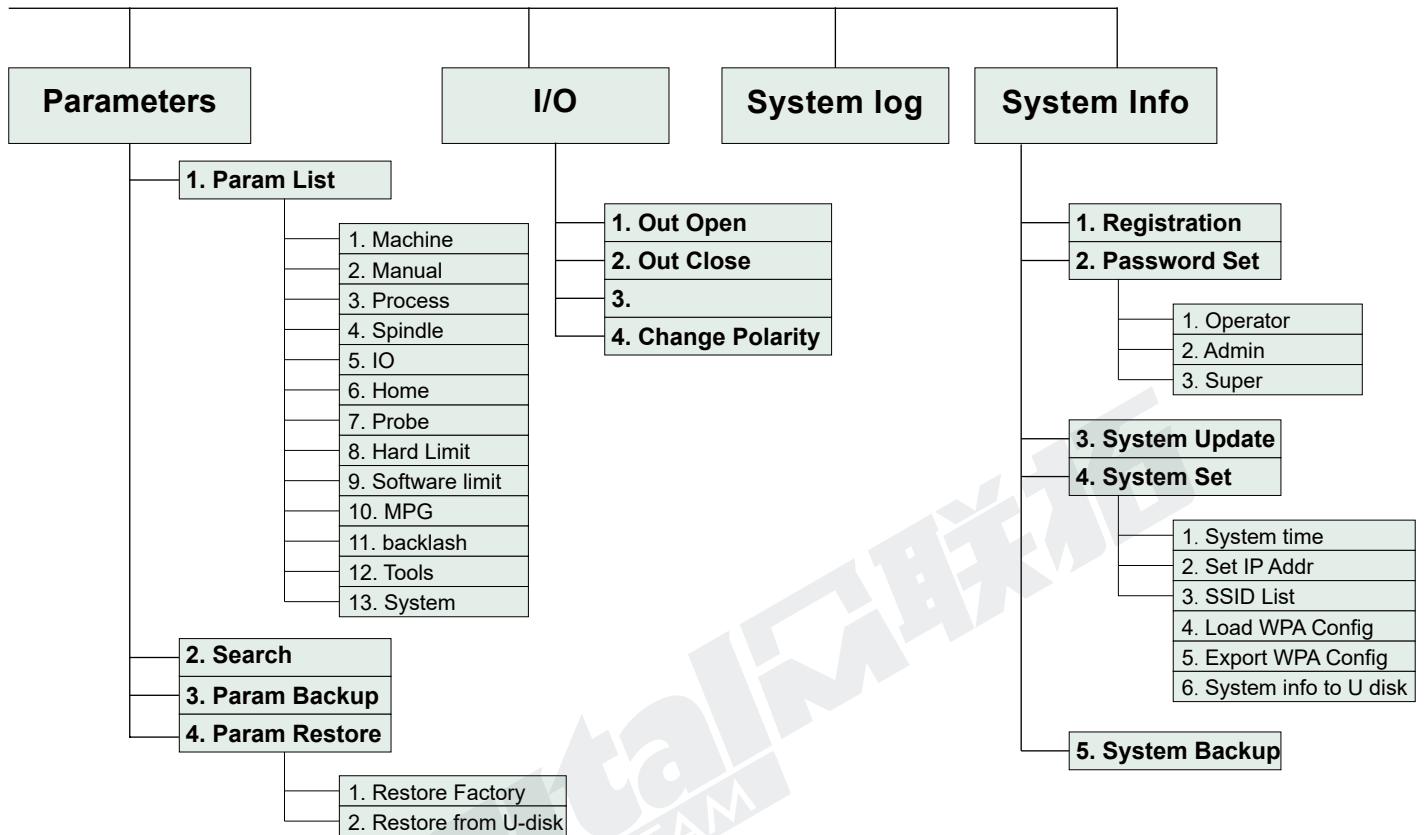 Parameters
I/O
System log
System Info
1. Param List
1. Machine
2. Manual
3. Process
4. Spindle
5. IO
6. Home
7. Probe
8. Hard Limit
9. Software limit
10. MPG
11. backlash
12. Tools
13. System
2. Search
3. Param Backup
4. Param Restore
1. Restore Factory
2. Restore from U-disk
1. Out Open
2. Out Close
3.
4. Change Polarity
1. Registration
2. Password Set
1. Operator
2. Admin
3. Super
3. System Update
4. System Set
1. System time
2. Set IP Addr
3. SSID List
4. Load WPA Config
5. Export WPA Config
6. System info to U disk
5. System Backup
联拓